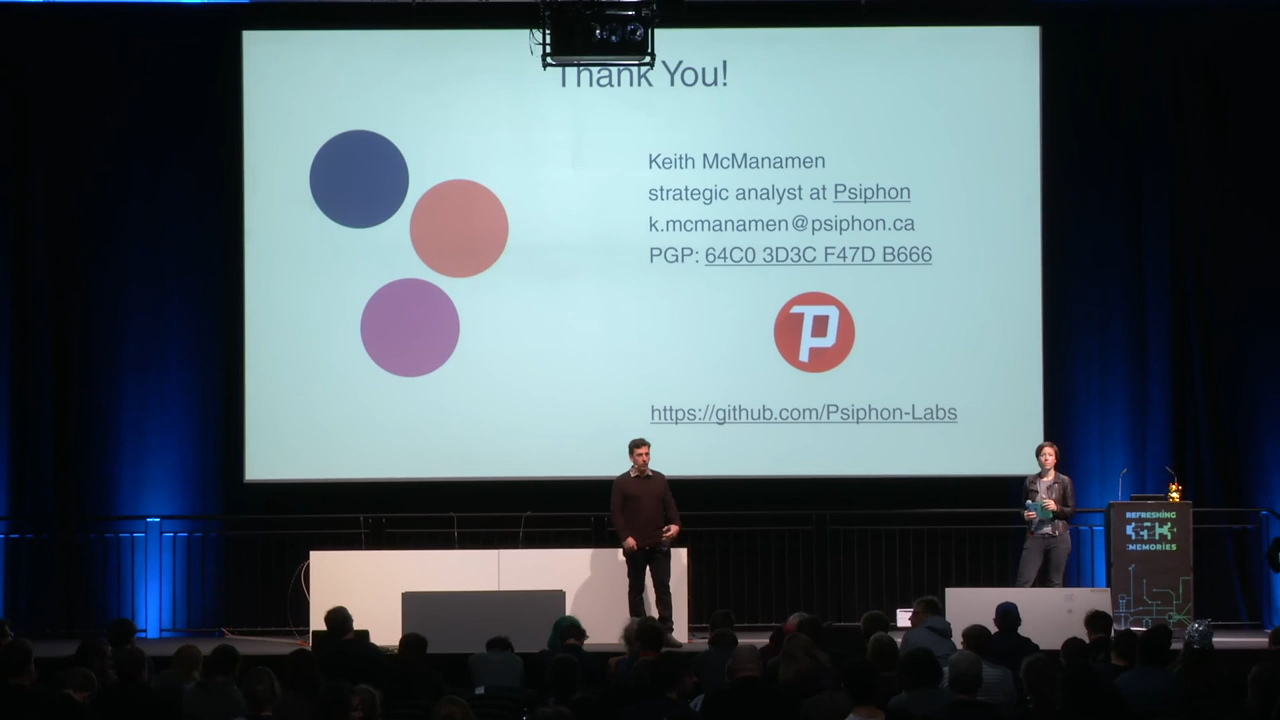 Thank You!
Keith McManamen
strategic analyst at Psiphon
k.mcmanamen@psiphon.ca
PGP: 64C0 3D3C F47D B666
P
https://github.com/Psiphon-Labs
REFRESHING
35C3
MEMORIES